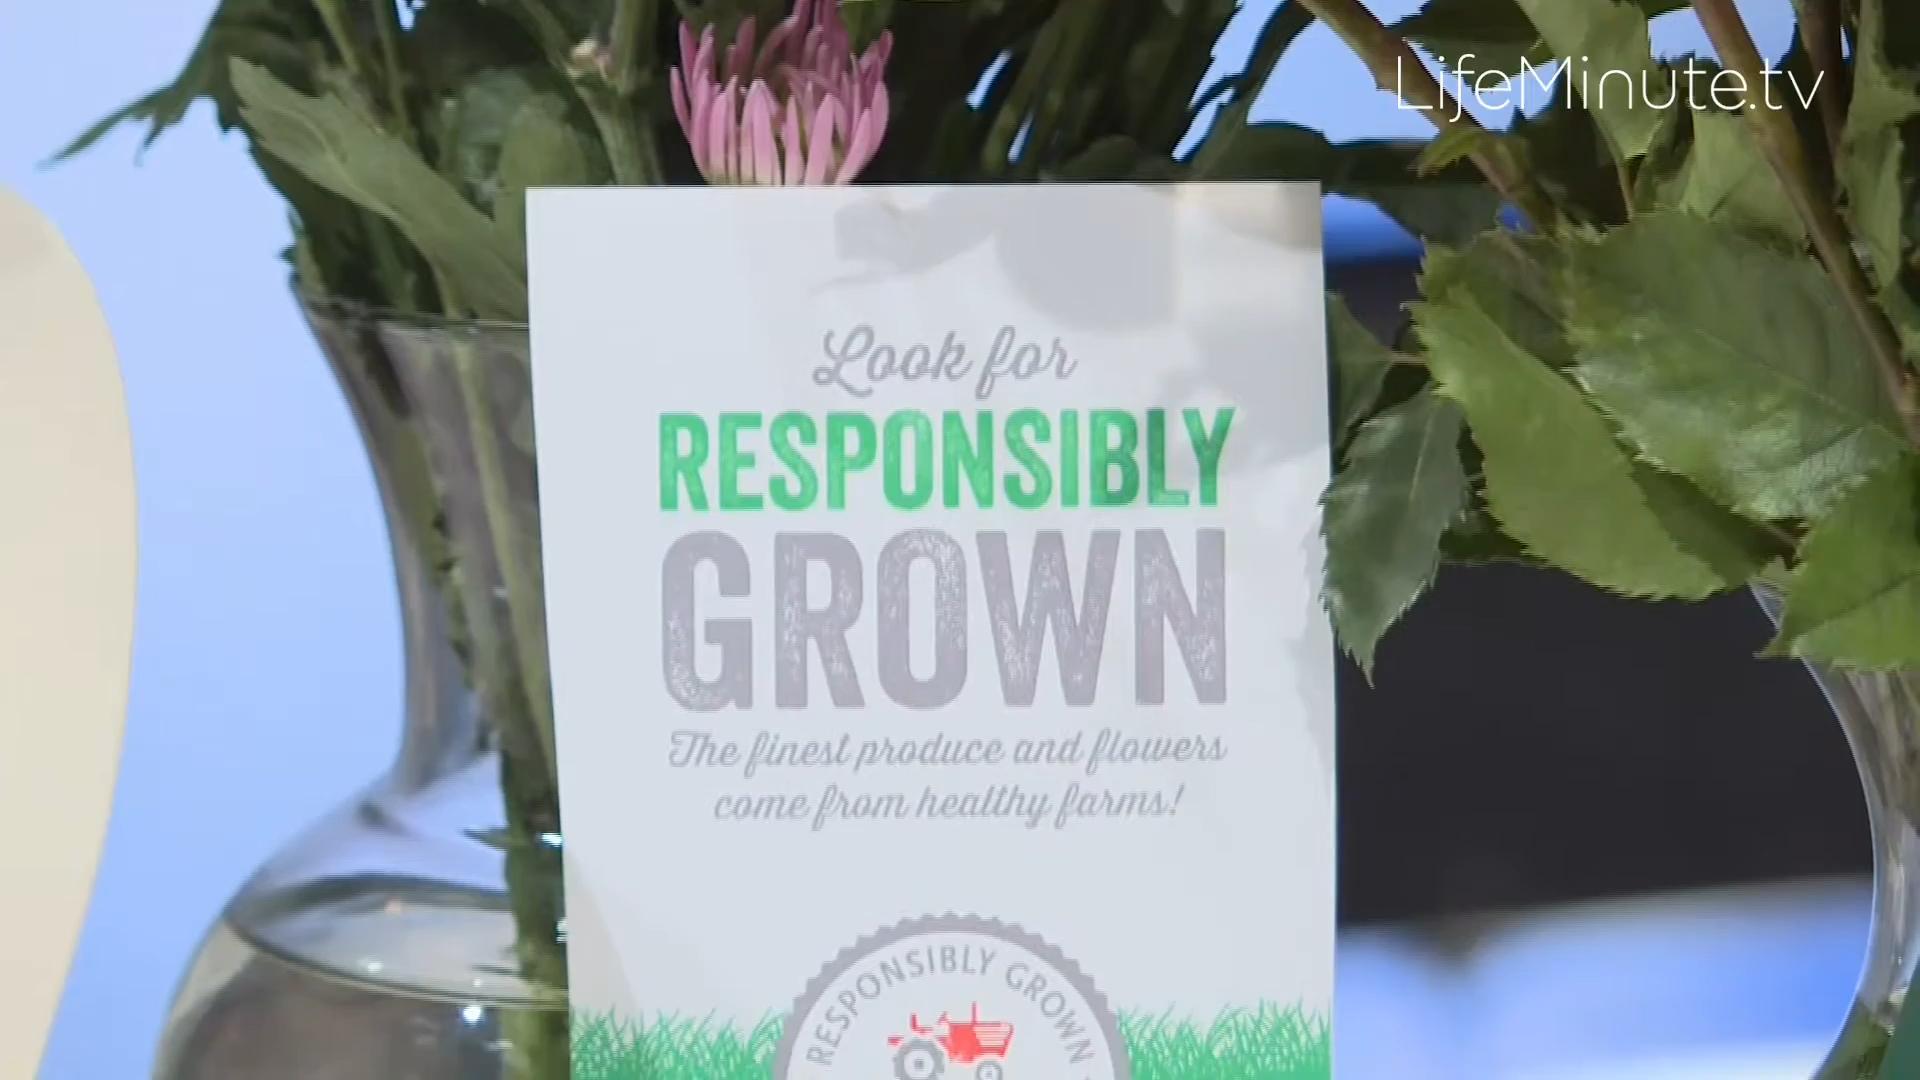 LifeMinute.tv
Look for
RESPONSIBLY
GROWN
The finest produce and flowers
come from healthy farms!
RESPONSIBLY GROWN